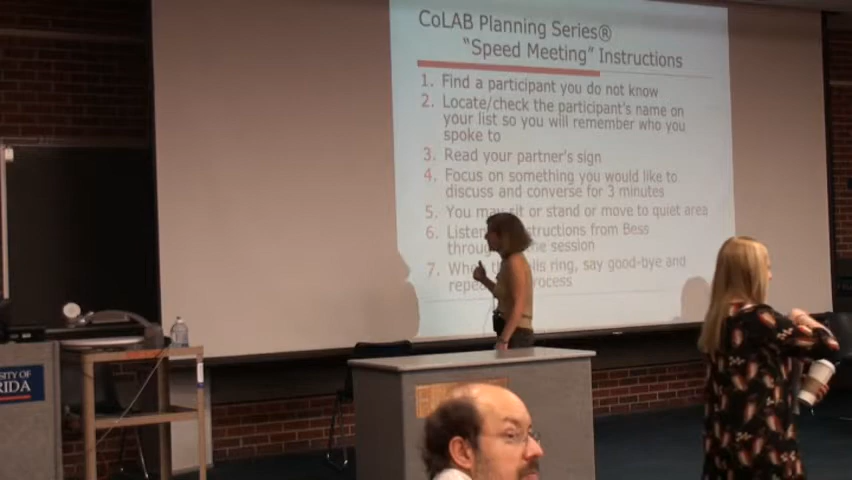 CoLAB Planning Series®
"Speed Meeting" Instructions
1. Find a participant you do not know
2. Locate/check the participant's name on
your list so you will remember who you
spoke to
3. Read your partner's sign
4. Focus on something you would like to
discuss and converse for 3 minutes
5. You may sit or stand or move to quiet area
6. Listen instructions from Bess
the session
7. ring, say good-bye and
OF
RIDA